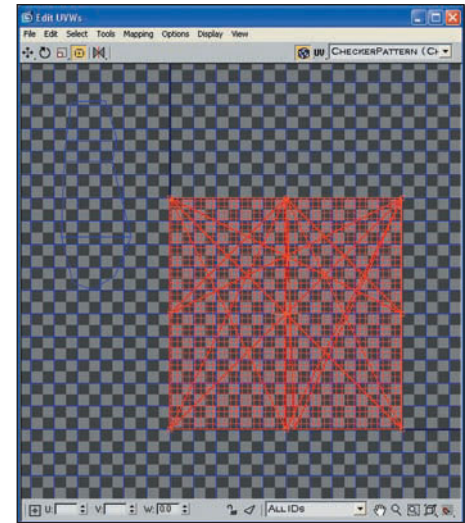 Edit UVWs
File Edit Select Tools Mapping Options Display View
UV CHECKERPATTERN (C
U: V: W: 0.0 ALL IDs